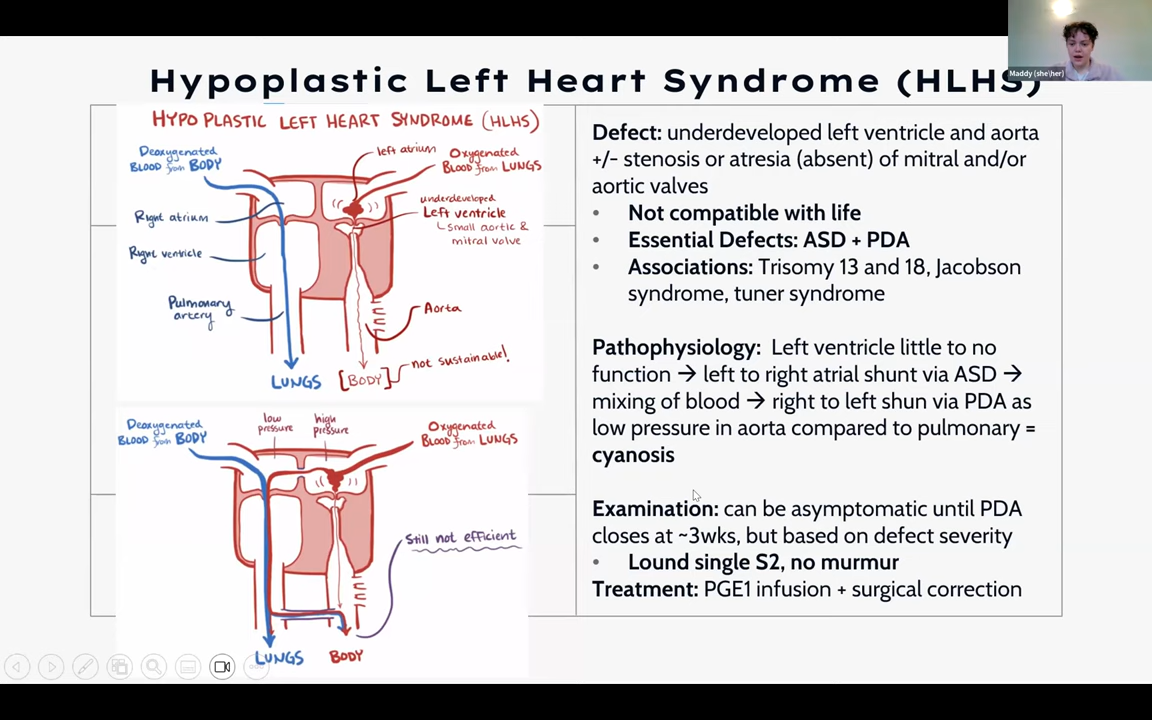 Maddy (she\her)
Hypoplastic Left Heart Syndrome (HLHS)
HYPOPLASTIC LEFT HEART SYNDROME (HLHS)
Deoxygenated
BLOOD from BODY
left atrium
Oxygenated
BLOOD from LUNGS
Right atrium
underdeveloped
Left ventricle
small aortic &
mitral valve
Right ventricle
Pulmonary
artery
Aorta
not sustainable!
LUNGS
[BODY]
Deoxygenated
BLOOD from BODY
low
pressure
high
pressure
Oxygenated
BLOOD from LUNGS
Still not efficient
LUNGS
BODY
Defect: underdeveloped left ventricle and aorta
+/- stenosis or atresia (absent) of mitral and/or
aortic valves
• Not compatible with life
• Essential Defects: ASD + PDA
• Associations: Trisomy 13 and 18, Jacobson
syndrome, tuner syndrome
Pathophysiology: Left ventricle little to no
function → left to right atrial shunt via ASD →
mixing of blood → right to left shun via PDA as
low pressure in aorta compared to pulmonary =
cyanosis
Examination: can be asymptomatic until PDA
closes at ~3wks, but based on defect severity
• Lound single S2, no murmur
Treatment: PGE1 infusion + surgical correction